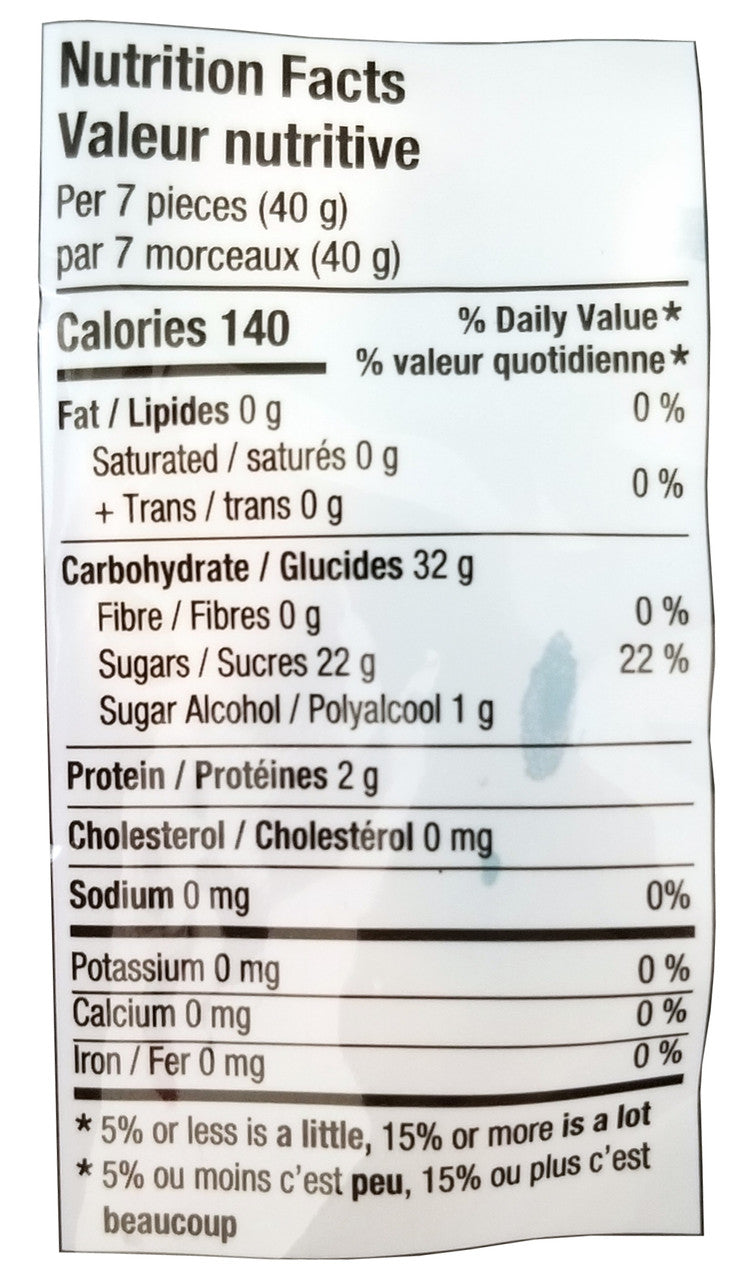 Nutrition Facts
Valeur nutritive
Per 7 pieces (40 g)
par 7 morceaux (40 g)
Calories 140
% Daily Value*
% valeur quotidienne*
Fat / Lipides 0 g 0 %
Saturated / saturés 0 g
+ Trans / trans 0 g 0 %
Carbohydrate / Glucides 32 g
Fibre / Fibres 0 g 0 %
Sugars / Sucres 22 g 22 %
Sugar Alcohol / Polyalcool 1 g
Protein / Protéines 2 g
Cholesterol / Cholestérol 0 mg
Sodium 0 mg 0%
Potassium 0 mg 0 %
Calcium 0 mg 0 %
Iron / Fer 0 mg 0 %
* 5% or less is a little, 15% or more is a lot
* 5% ou moins c'est peu, 15% ou plus c'est
beaucoup